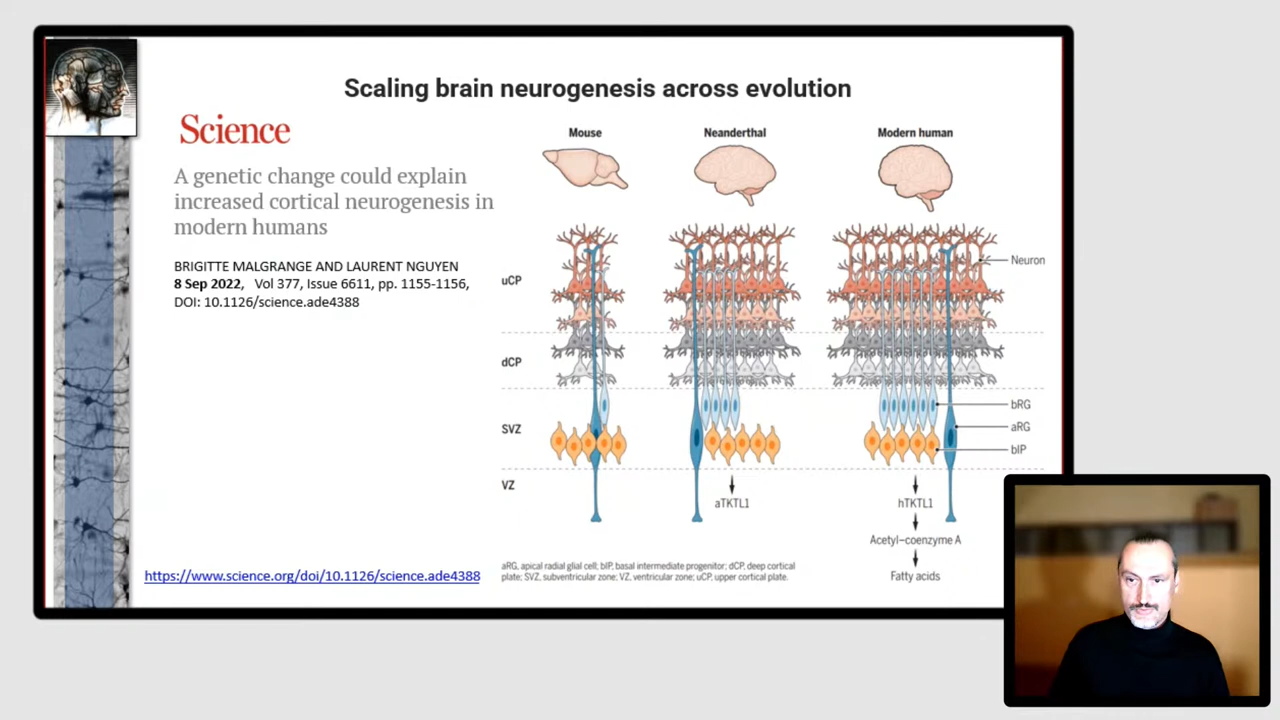 Scaling brain neurogenesis across evolution
Science
A genetic change could explain
increased cortical neurogenesis in
modern humans
BRIGITTE MALGRANGE AND LAURENT NGUYEN
8 Sep 2022, Vol 377, Issue 6611, pp. 1155-1156,
DOI: 10.1126/science.ade4388
https://www.science.org/doi/10.1126/science.ade4388
Mouse
Neanderthal
Modern human
Neuron
uCP
dCP
bRG
SVZ
aRG
bIP
VZ
aTKTL1
hTKTL1
Acetyl–coenzyme A
Fatty acids
aRG, apical radial glial cell; bIP, basal intermediate progenitor; dCP, deep cortical
plate; SVZ, subventricular zone; VZ, ventricular zone; uCP, upper cortical plate.